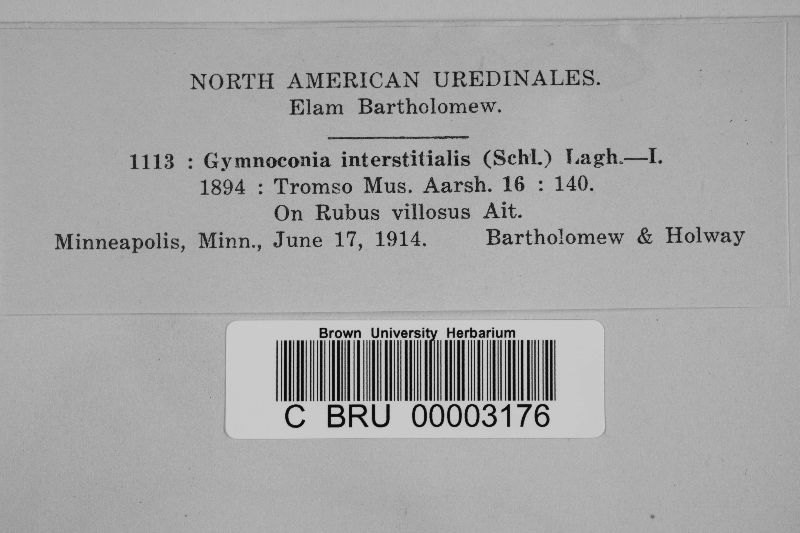 NORTH AMERICAN UREDINALES.
Elam Bartholomew.
1113 : Gymnoconia interstitialis (Schl.) Lagh.—I.
1894 : Tromso Mus. Aarsh. 16 : 140.
On Rubus villosus Ait.
Minneapolis, Minn., June 17, 1914. Bartholomew & Holway
Brown University Herbarium
C BRU 00003176